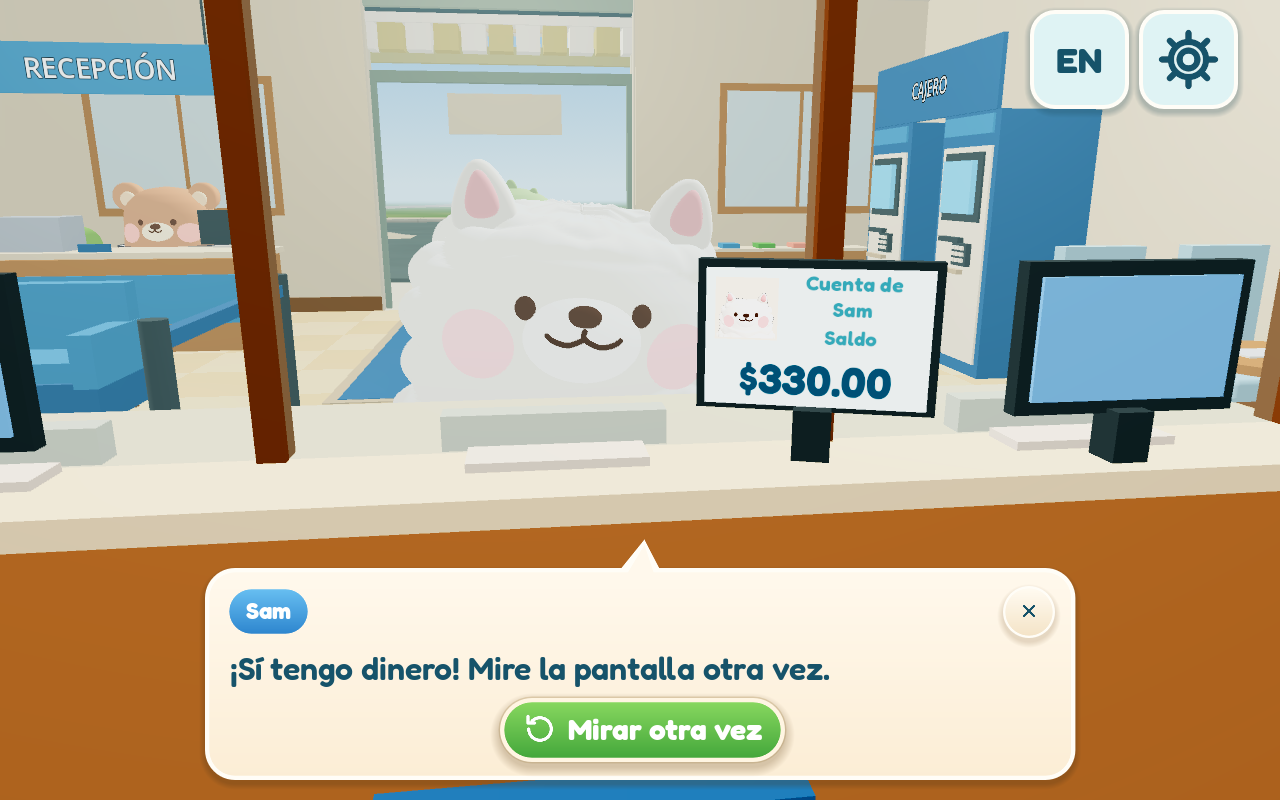 RECEPCIÓN
CAJERO
EN
Cuenta de
Sam
Saldo
$330.00
Sam
¡Sí tengo dinero! Mire la pantalla otra vez.
Mirar otra vez